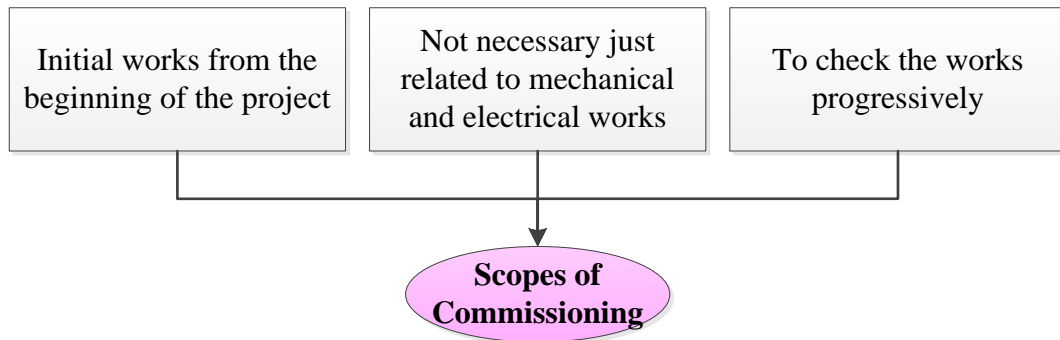 Initial works from the
beginning of the project
Not necessary just
related to mechanical
and electrical works
To check the works
progressively
Scopes of
Commissioning